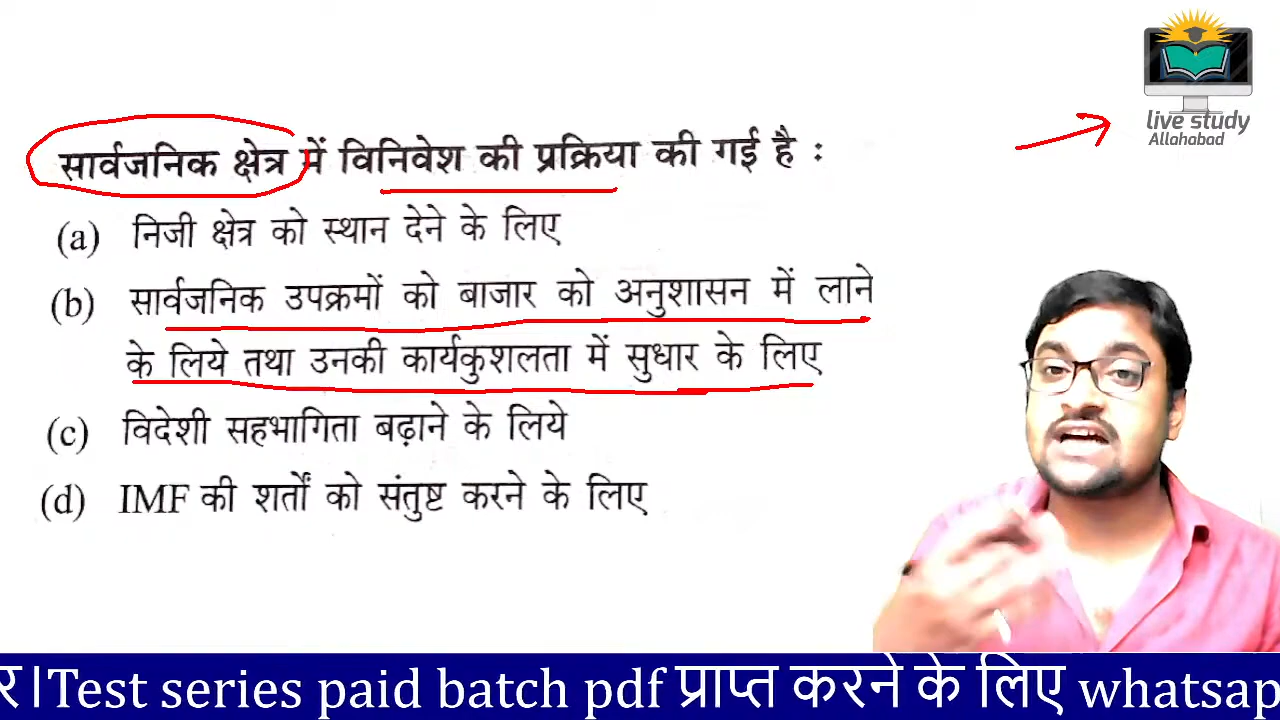 live study
Allahabad
सार्वजनिक क्षेत्र में विनिवेश की प्रक्रिया की गई है :
(a) निजी क्षेत्र को स्थान देने के लिए
(b) सार्वजनिक उपक्रमों को बाजार को अनुशासन में लाने
के लिये तथा उनकी कार्यकुशलता में सुधार के लिए
(c) विदेशी सहभागिता बढ़ाने के लिये
(d) IMF की शर्तों को संतुष्ट करने के लिए
र।Test series paid batch pdf प्राप्त करने के लिए whatsap